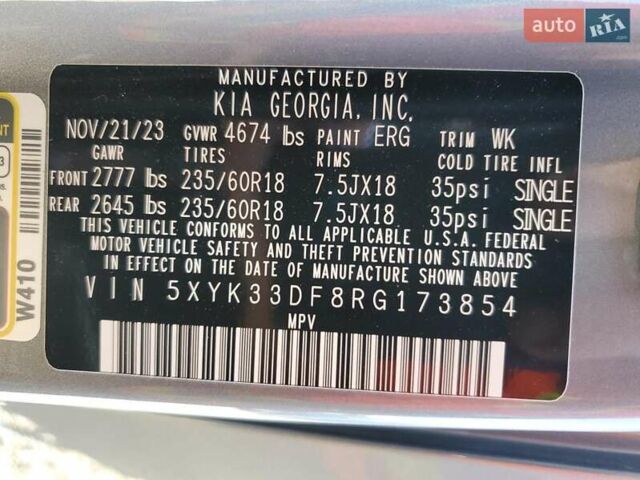 auto RIA .com
MANUFACTURED BY
KIA GEORGIA, INC.
NOV/21/23 GVWR 4674 lbs PAINT ERG TRIM WK
GAWR TIRES RIMS COLD TIRE INFL
FRONT 2777 lbs 235/60R18 7.5JX18 35psi SINGLE
REAR 2645 lbs 235/60R18 7.5JX18 35psi SINGLE
THIS VEHICLE CONFORMS TO ALL APPLICABLE U.S.A. FEDERAL
MOTOR VEHICLE SAFETY AND THEFT PREVENTION STANDARDS
IN EFFECT ON THE DATE OF MANUFACTURE SHOWN ABOVE.
VIN 5XYK33DF8RG173854
MPV
W410